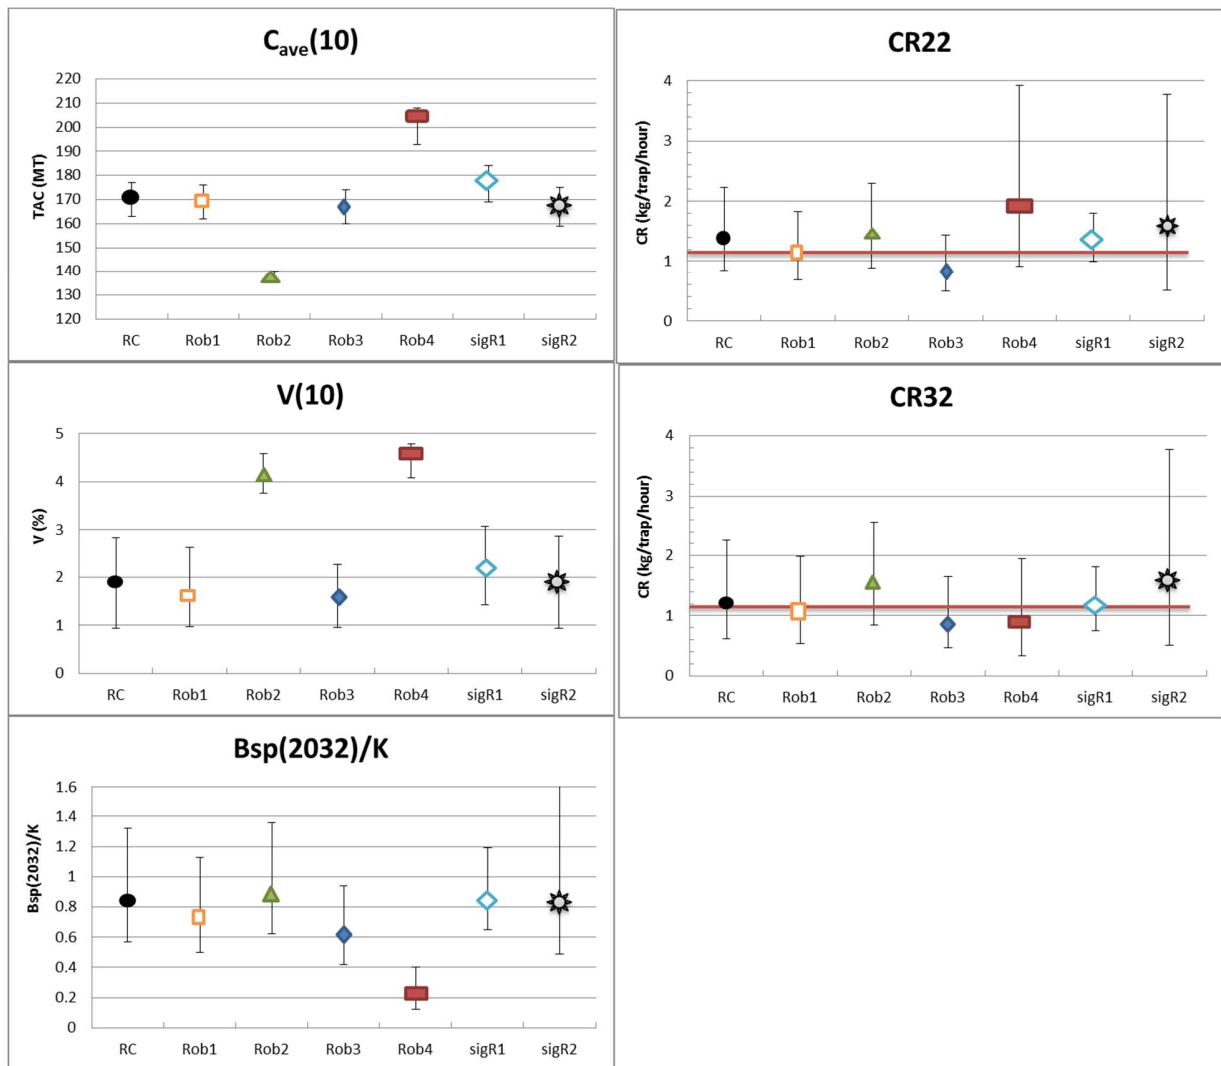 C_ave(10)
TAC (MT)
220
210
200
190
180
170
160
150
140
130
120
RC Rob1 Rob2 Rob3 Rob4 sigR1 sigR2
CR22
CR (kg/trap/hour)
4
3
2
1
0
RC Rob1 Rob2 Rob3 Rob4 sigR1 sigR2
V(10)
V (%)
5
4
3
2
1
0
RC Rob1 Rob2 Rob3 Rob4 sigR1 sigR2
CR32
CR (kg/trap/hour)
4
3
2
1
0
RC Rob1 Rob2 Rob3 Rob4 sigR1 sigR2
Bsp(2032)/K
Bsp(2032)/K
1.6
1.4
1.2
1
0.8
0.6
0.4
0.2
0
RC Rob1 Rob2 Rob3 Rob4 sigR1 sigR2